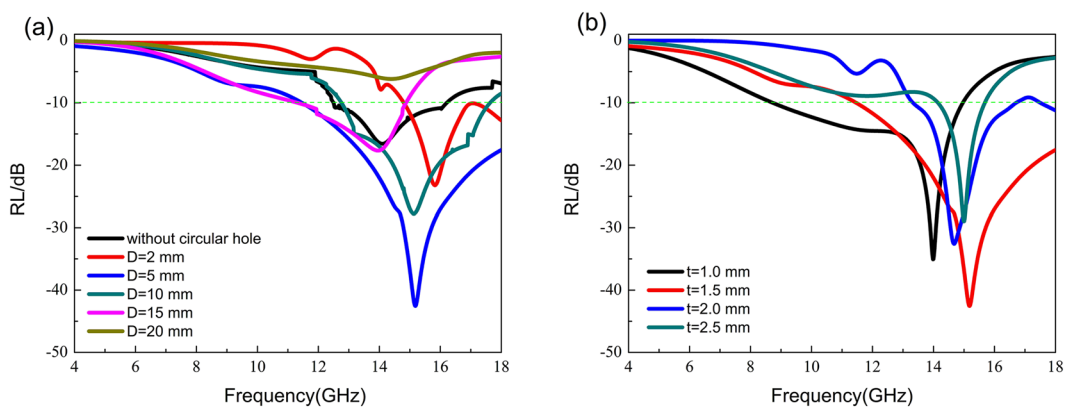 (a)
0
-10
-20
-30
-40
-50
RL/dB
without circular hole
D=2 mm
D=5 mm
D=10 mm
D=15 mm
D=20 mm
4 6 8 10 12 14 16 18
Frequency(GHz)
(b)
0
-10
-20
-30
-40
-50
RL/dB
t=1.0 mm
t=1.5 mm
t=2.0 mm
t=2.5 mm
4 6 8 10 12 14 16 18
Frequency(GHz)